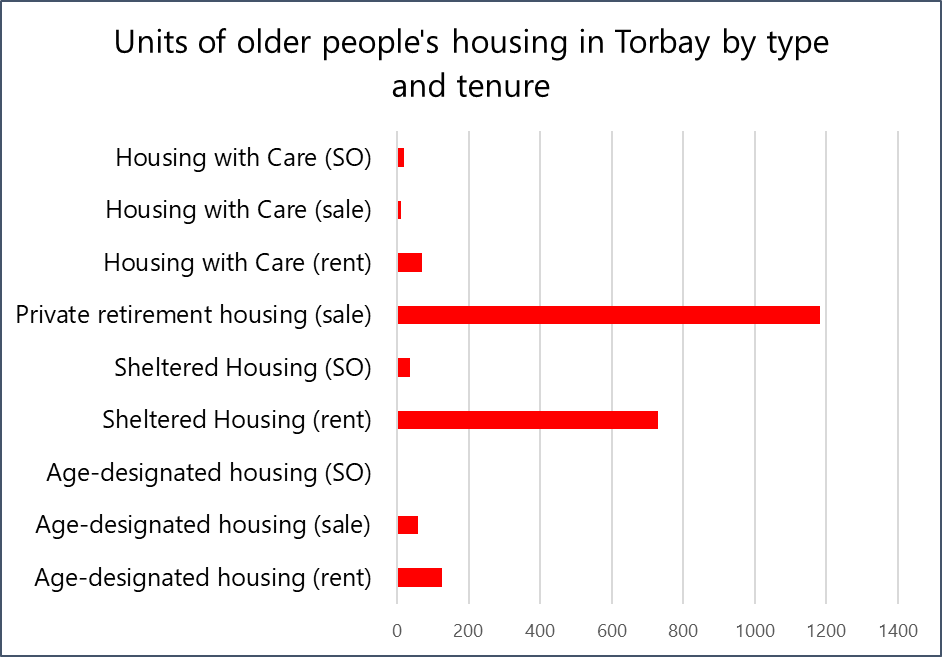 Units of older people's housing in Torbay by type
and tenure
Housing with Care (SO)
Housing with Care (sale)
Housing with Care (rent)
Private retirement housing (sale)
Sheltered Housing (SO)
Sheltered Housing (rent)
Age-designated housing (SO)
Age-designated housing (sale)
Age-designated housing (rent)
0 200 400 600 800 1000 1200 1400